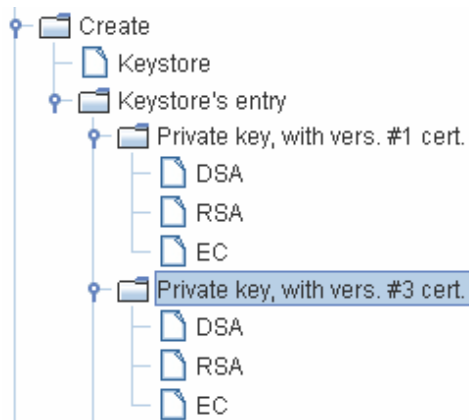 Create
Keystore
Keystore's entry
Private key, with vers. #1 cert.
DSA
RSA
EC
Private key, with vers. #3 cert.
DSA
RSA
EC